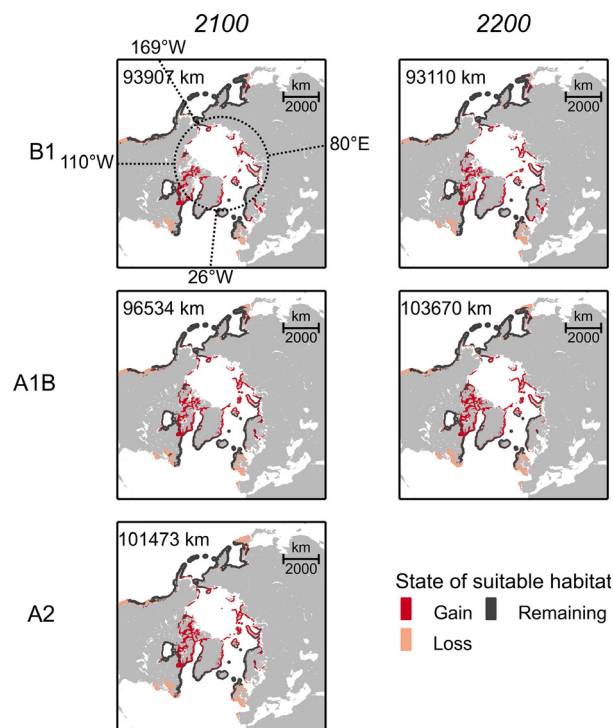 2100
2200
169°W
93907 km
km
2000
93110 km
km
2000
B1
110°W
80°E
26°W
96534 km
km
2000
103670 km
km
2000
A1B
101473 km
km
2000
A2
State of suitable habitat
Gain
Remaining
Loss